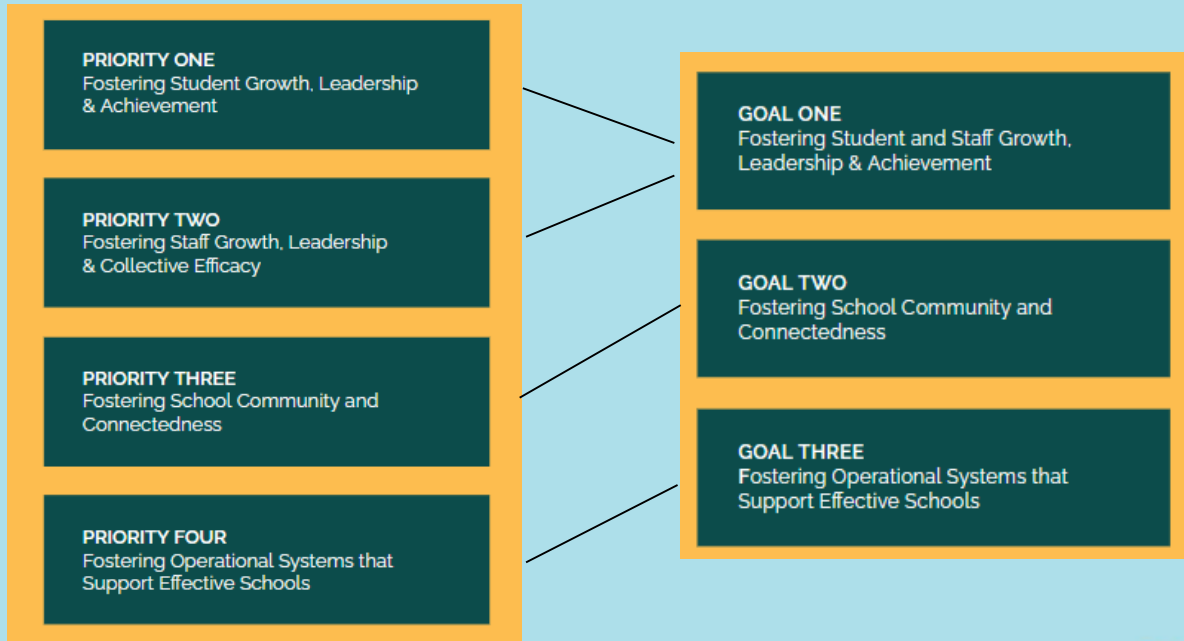 PRIORITY ONE
Fostering Student Growth, Leadership
& Achievement
PRIORITY TWO
Fostering Staff Growth, Leadership
& Collective Efficacy
PRIORITY THREE
Fostering School Community and
Connectedness
PRIORITY FOUR
Fostering Operational Systems that
Support Effective Schools
GOAL ONE
Fostering Student and Staff Growth,
Leadership & Achievement
GOAL TWO
Fostering School Community and
Connectedness
GOAL THREE
Fostering Operational Systems that
Support Effective Schools